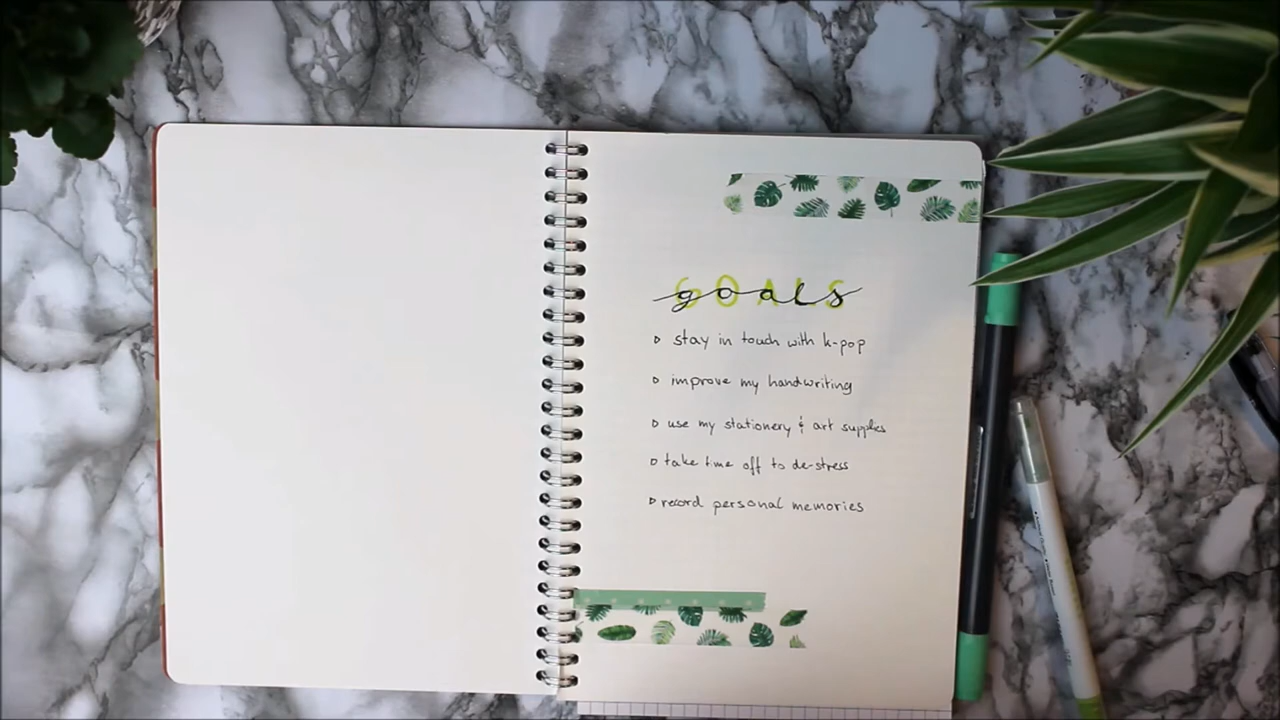 GOALS
goals
▹ stay in touch with k-pop
▹ improve my handwriting
▹ use my stationery & art supplies
▹ take time off to de-stress
▹ record personal memories